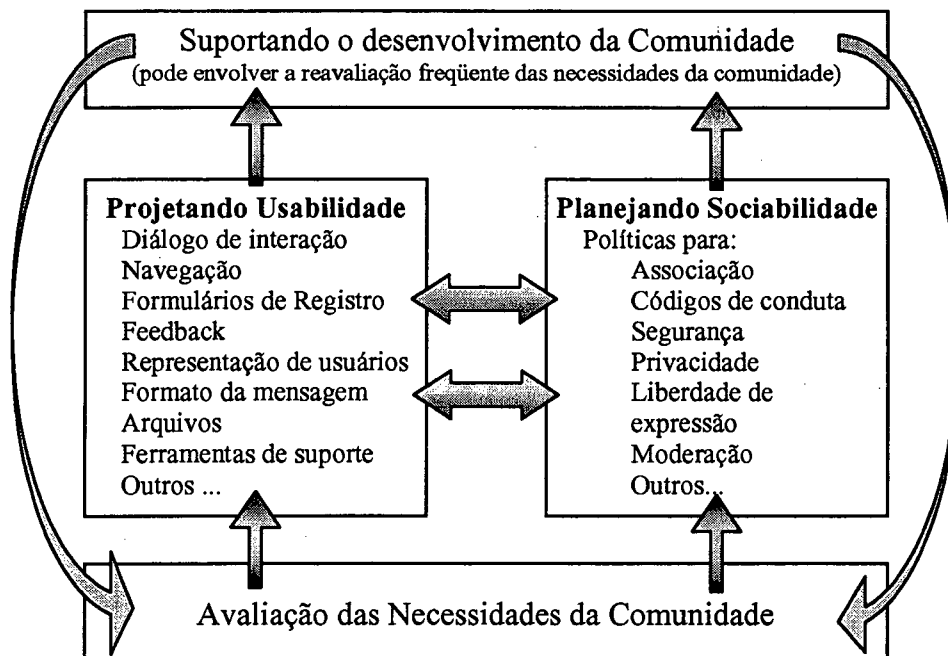 Suportando o desenvolvimento da Comunidade
(pode envolver a reavaliação freqüente das necessidades da comunidade)
Projetando Usabilidade
Diálogo de interação
Navegação
Formulários de Registro
Feedback
Representação de usuários
Formato da mensagem
Arquivos
Ferramentas de suporte
Outros ...
Planejando Sociabilidade
Políticas para:
Associação
Códigos de conduta
Segurança
Privacidade
Liberdade de
expressão
Moderação
Outros...
Avaliação das Necessidades da Comunidade